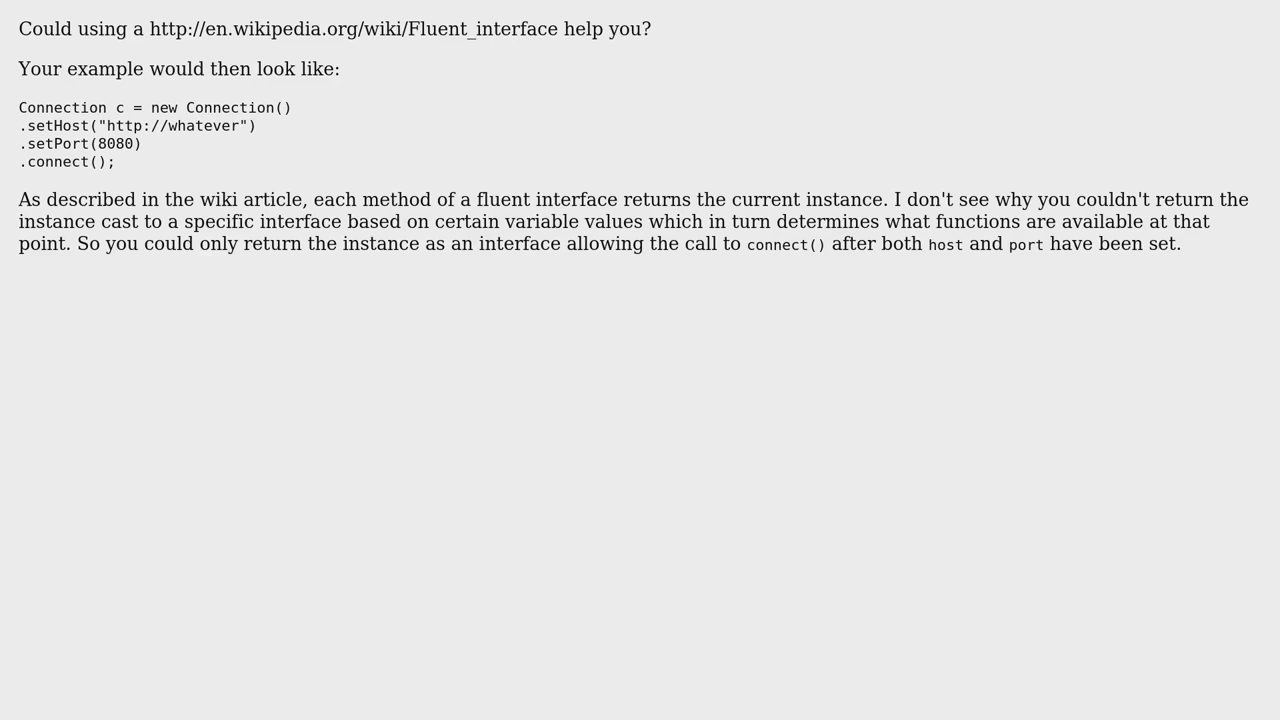 Could using a http://en.wikipedia.org/wiki/Fluent_interface help you?
Your example would then look like:
Connection c = new Connection()
.setHost("http://whatever")
.setPort(8080)
.connect();
As described in the wiki article, each method of a fluent interface returns the current instance. I don't see why you couldn't return the
instance cast to a specific interface based on certain variable values which in turn determines what functions are available at that
point. So you could only return the instance as an interface allowing the call to connect() after both host and port have been set.